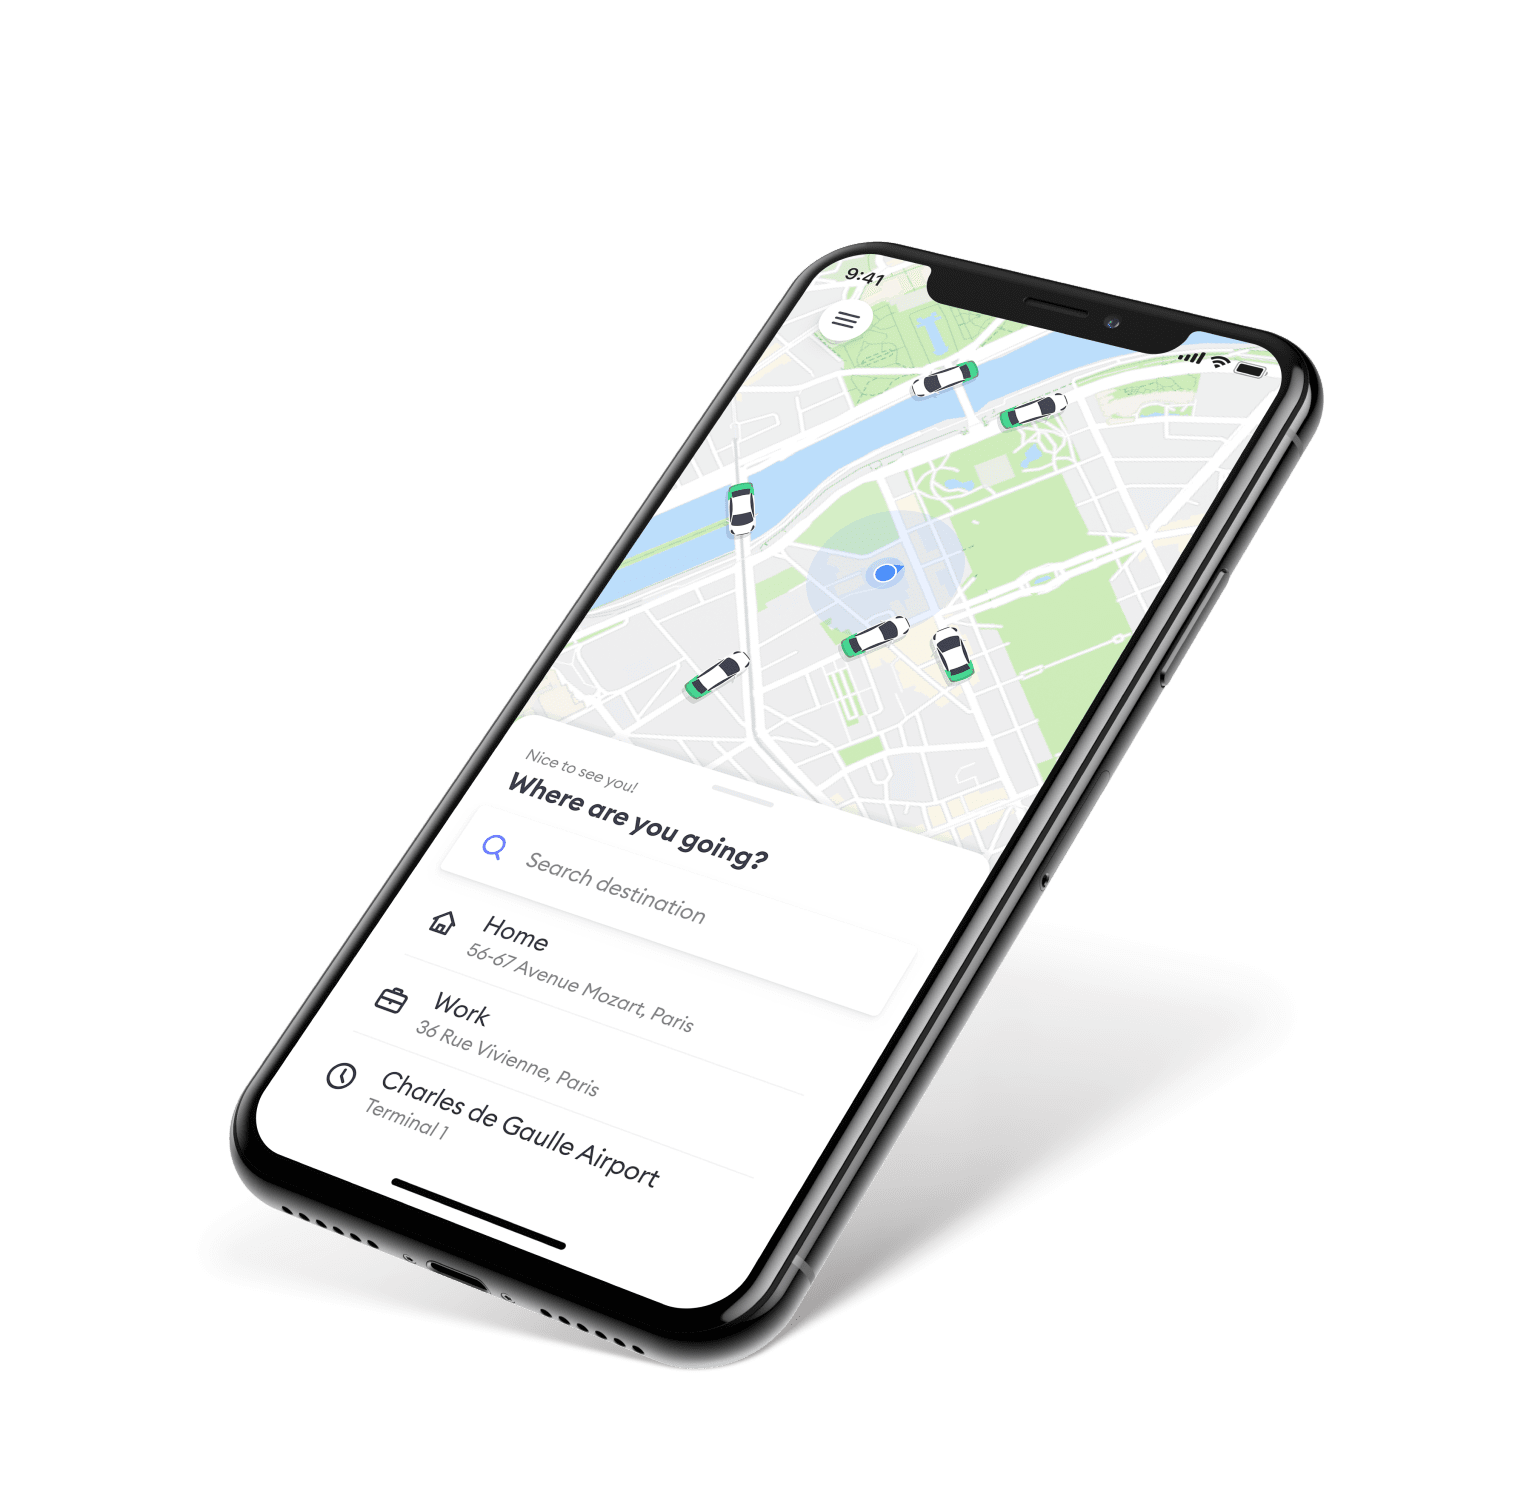 9:41
Nice to see you!
Where are you going?
Search destination
Home
56-67 Avenue Mozart, Paris
Work
36 Rue Vivienne, Paris
Charles de Gaulle Airport
Terminal 1